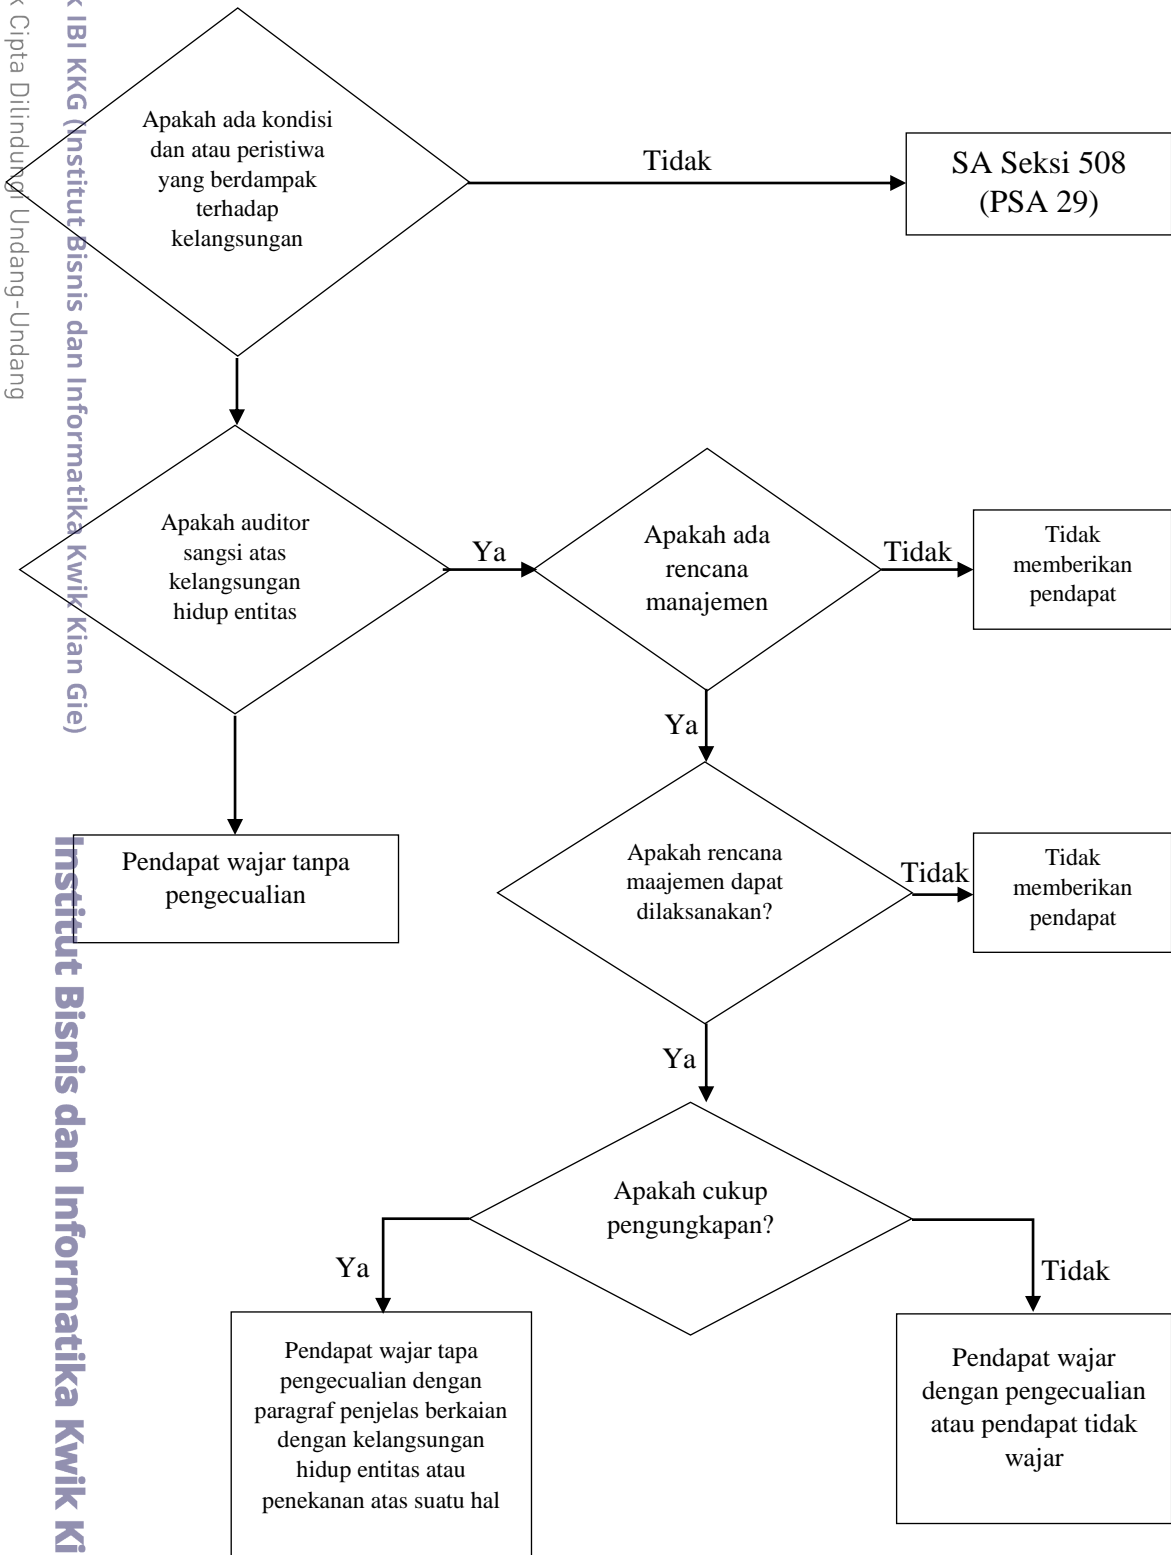 Apakah ada kondisi
dan atau peristiwa
yang berdampak
terhadap
kelangsungan
Tidak
SA Seksi 508
(PSA 29)
Apakah auditor
sangsi atas
kelangsungan
hidup entitas
Ya
Apakah ada
rencana
manajemen
Tidak
Tidak
memberikan
pendapat
Ya
Pendapat wajar tanpa
pengecualian
Apakah rencana
maajemen dapat
dilaksanakan?
Tidak
Tidak
memberikan
pendapat
Ya
Apakah cukup
pengungkapan?
Ya
Tidak
Pendapat wajar tapa
pengecualian dengan
paragraf penjelas berkaian
dengan kelangsungan
hidup entitas atau
penekanan atas suatu hal
Pendapat wajar
dengan pengecualian
atau pendapat tidak
wajar
k IBI KKG (Institut Bisnis dan Informatika Kwik Kian Gie)
k Cipta Dilindungi Undang-Undang
Institut Bisnis dan Informatika Kwik Ki